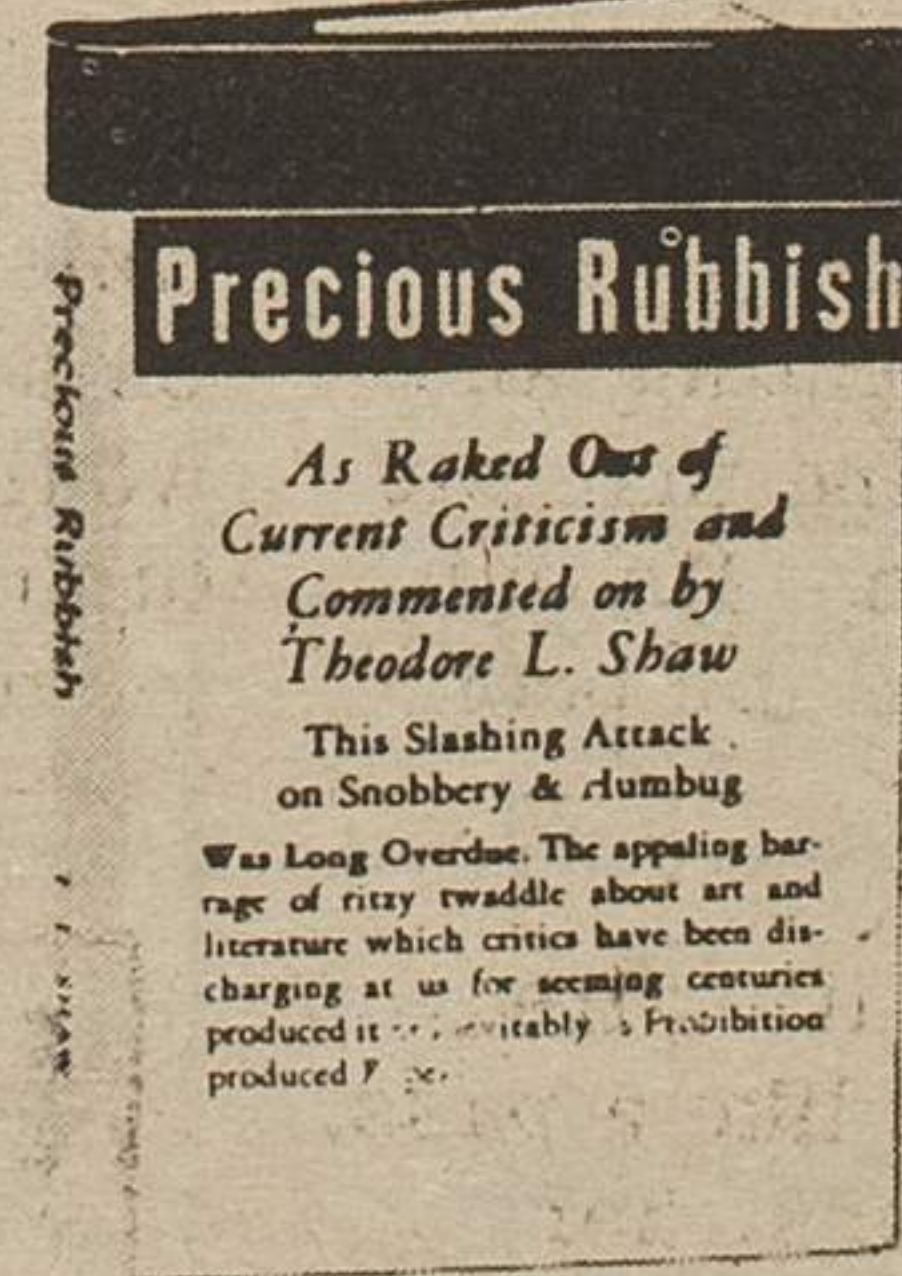 Precious Rubbish
As Raked Out of
Current Criticism and
Commented on by
Theodore L. Shaw
This Slashing Attack
on Snobbery & Humbug
Was Long Overdue. The appaling bar-
rage of ritzy twaddle about art and
literature which critics have been dis-
charging at us for seeming centuries
produced it Prohibition
produced
Precious Rubbish
SHAW